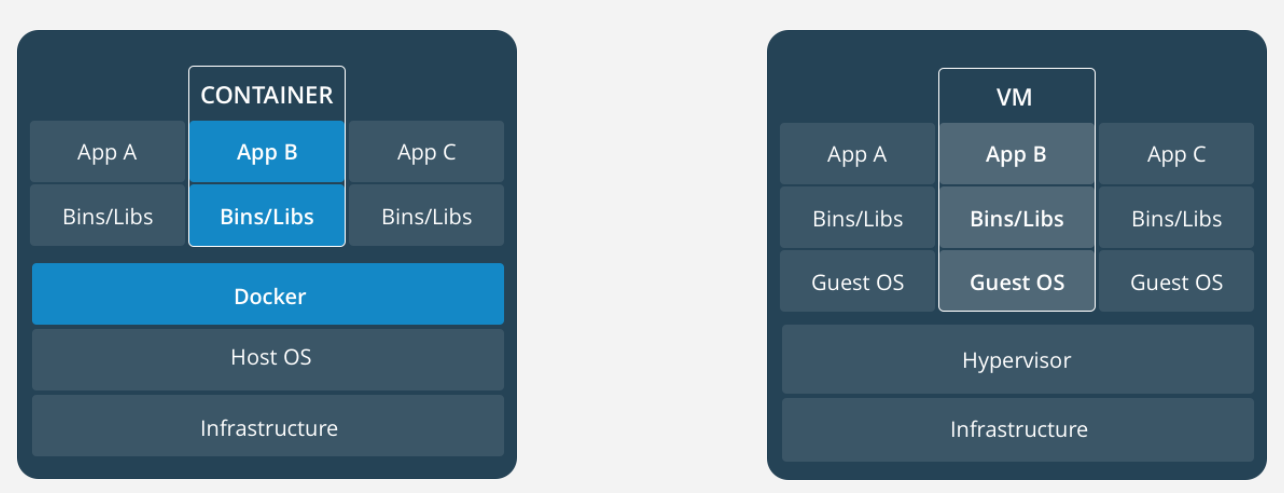 CONTAINER
App A
App B
App C
Bins/Libs
Bins/Libs
Bins/Libs
Docker
Host OS
Infrastructure
VM
App A
App B
App C
Bins/Libs
Bins/Libs
Bins/Libs
Guest OS
Guest OS
Guest OS
Hypervisor
Infrastructure